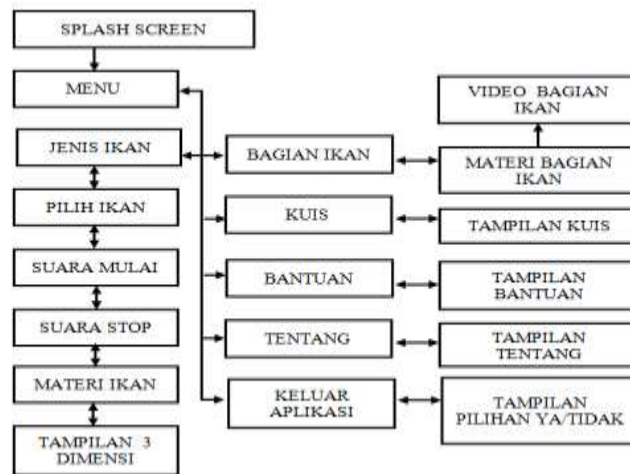 SPLASH SCREEN
MENU
JENIS IKAN
PILIH IKAN
SUARA MULAI
SUARA STOP
MATERI IKAN
TAMPILAN 3
DIMENSI
BAGIAN IKAN
KUIS
BANTUAN
TENTANG
KELUAR
APLIKASI
VIDEO BAGIAN
IKAN
MATERI BAGIAN
IKAN
TAMPILAN KUIS
TAMPILAN
BANTUAN
TAMPILAN
TENTANG
TAMPILAN
PILIHAN YA/TIDAK